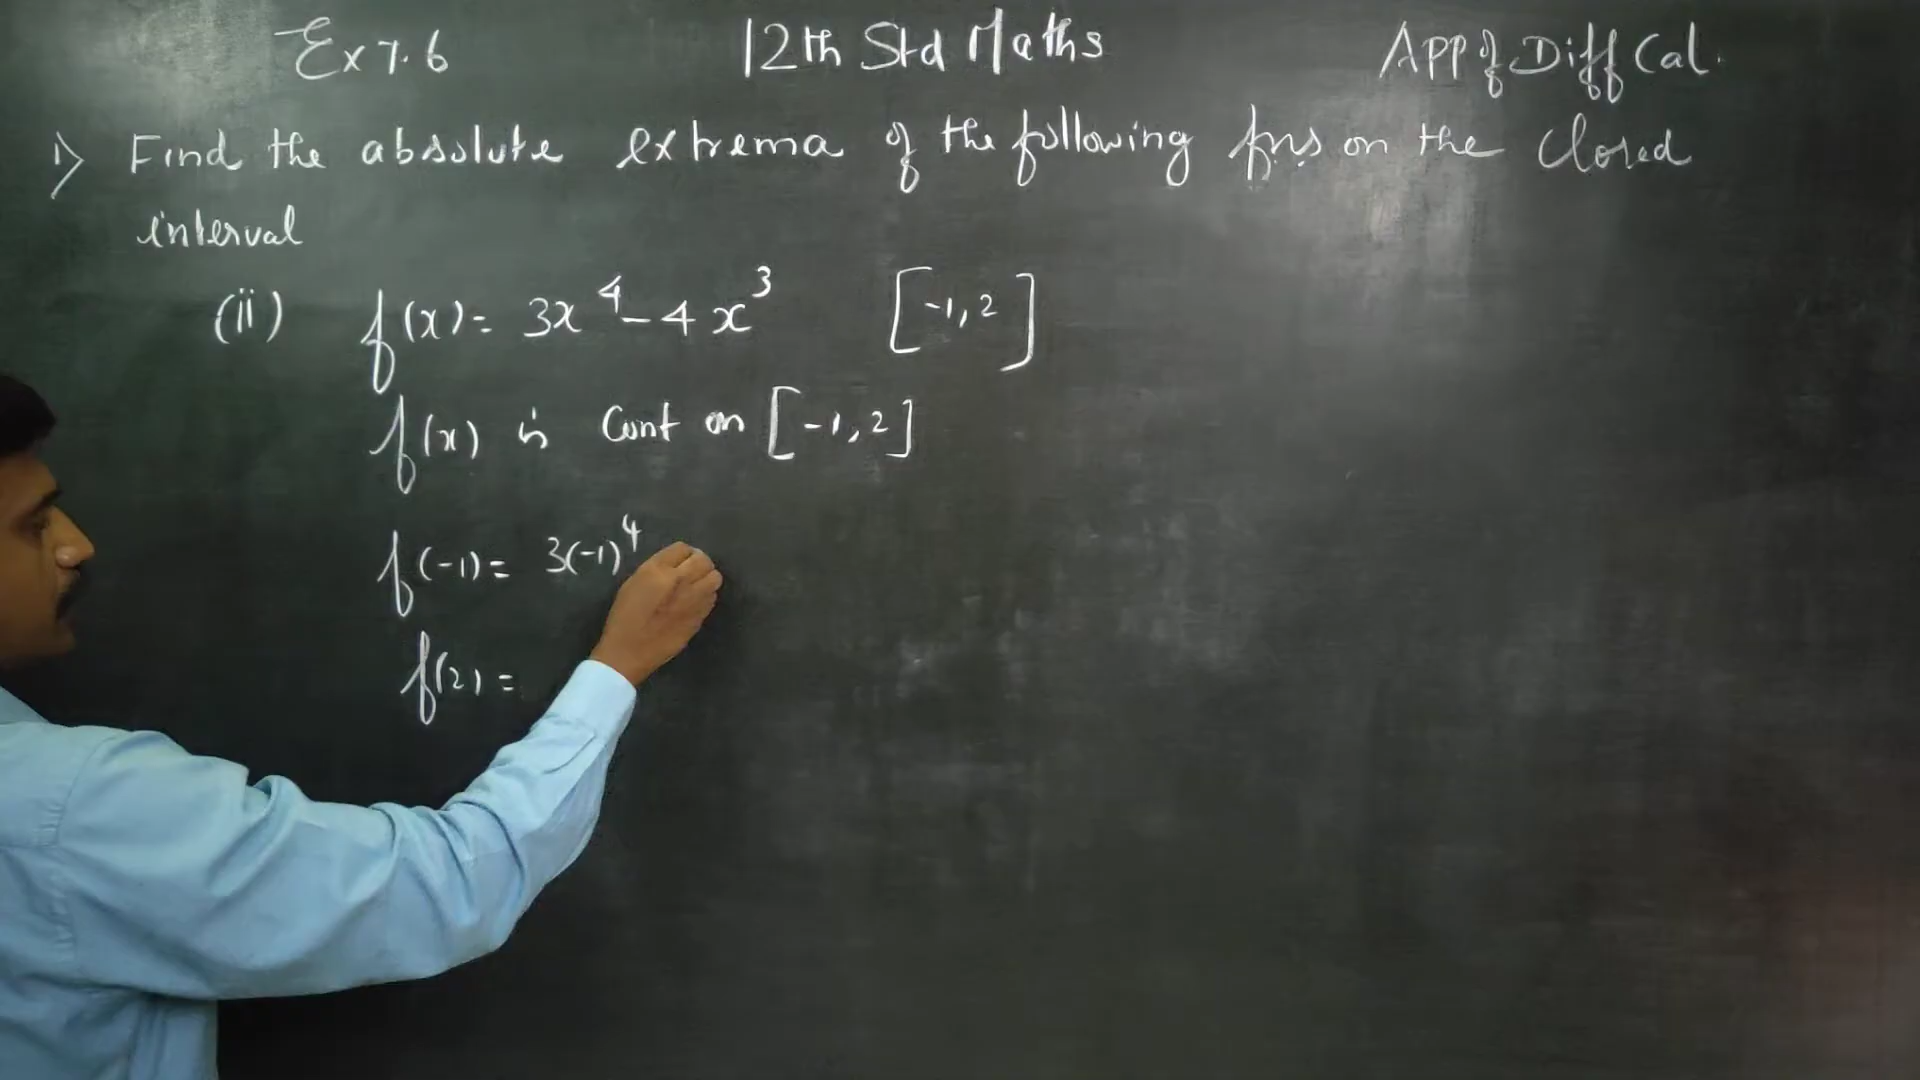 Ex 7.6 12th Std Maths App of Diff Cal.
1) Find the absolute extrema of the following fns on the closed
interval
(ii) f(x) = 3x⁴ - 4x³ [-1, 2]
f(x) is Cont on [-1, 2]
f(-1) = 3(-1)⁴
f(2) =